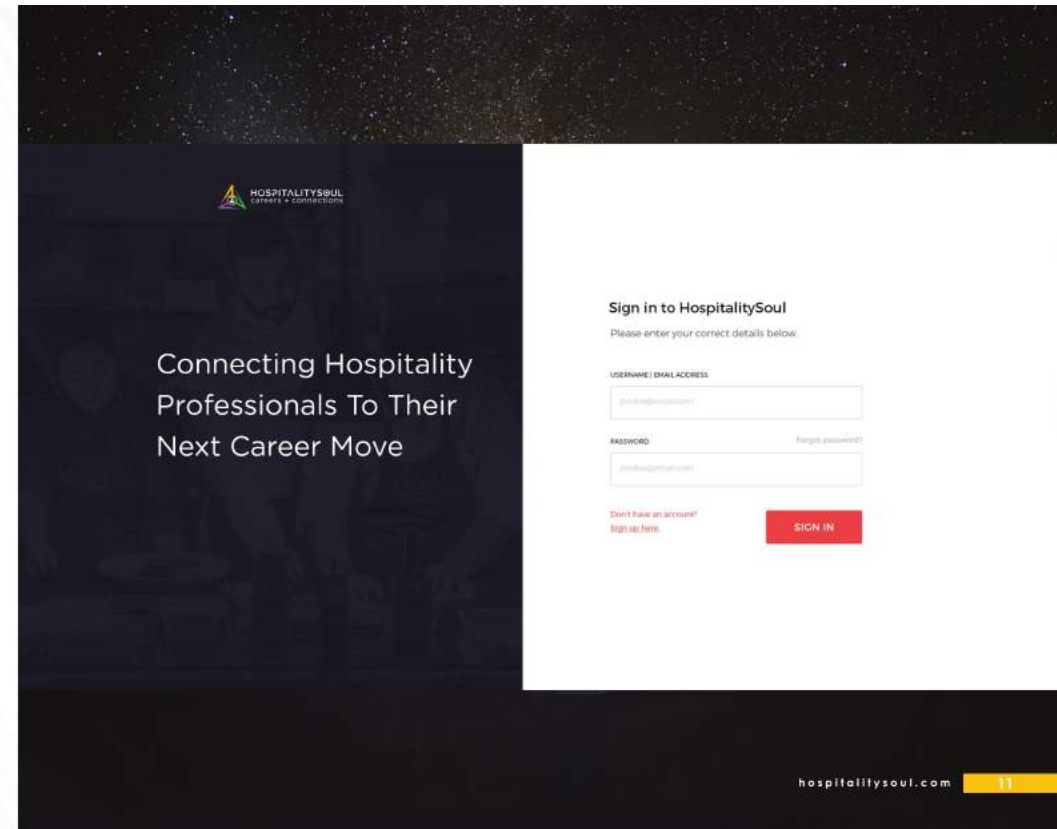 HOSPITALITYSOUL
careers + connections
Connecting Hospitality
Professionals To Their
Next Career Move
Sign in to HospitalitySoul
Please enter your correct details below.
USERNAME | EMAIL ADDRESS
PASSWORD
Forgot password?
Don't have an account?
Sign up here.
SIGN IN
hospitalitysoul.com
11